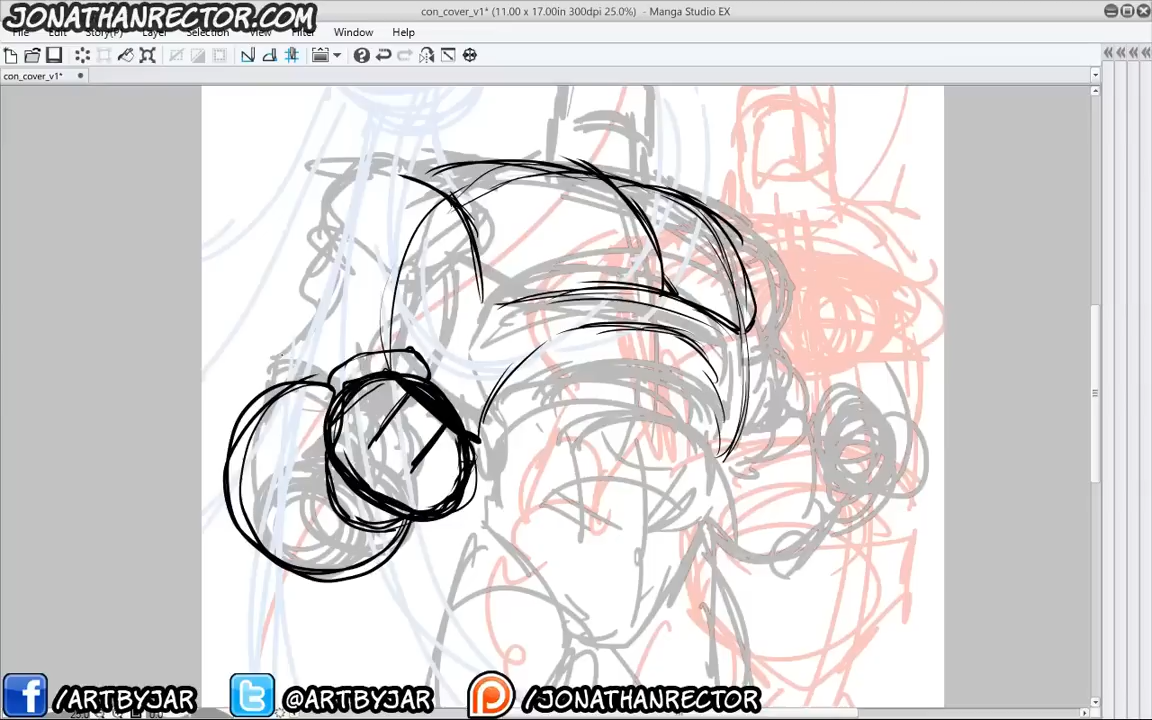 JONATHANRECTOR.COM
con_cover_v1* (11.00 x 17.00in 300dpi 25.0%) - Manga Studio EX
File Edit Story(P) Layer Selection View Filter Window Help
con_cover_v1*
/ARTBYJAR @ARTBYJAR /JONATHANRECTOR